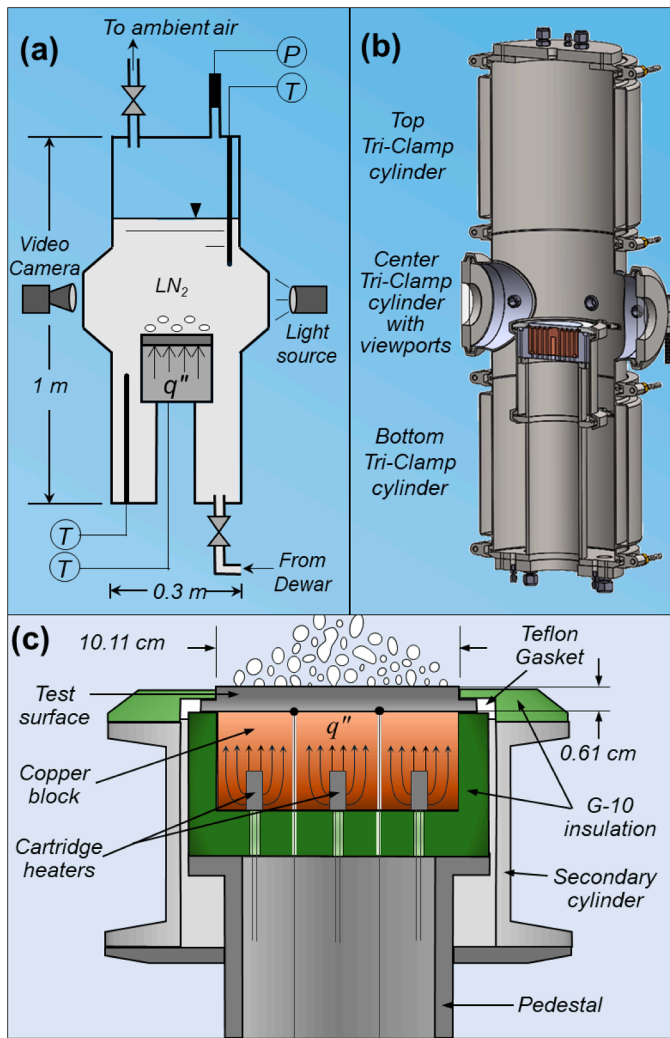 (a)
To ambient air
P
T
Video
Camera
LN2
Light
source
q"
1 m
T
T
From
Dewar
0.3 m
(b)
Top
Tri-Clamp
cylinder
Center
Tri-Clamp
cylinder
with
viewports
Bottom
Tri-Clamp
cylinder
(c)
10.11 cm
Teflon
Gasket
Test
surface
q"
0.61 cm
Copper
block
G-10
insulation
Cartridge
heaters
Secondary
cylinder
Pedestal